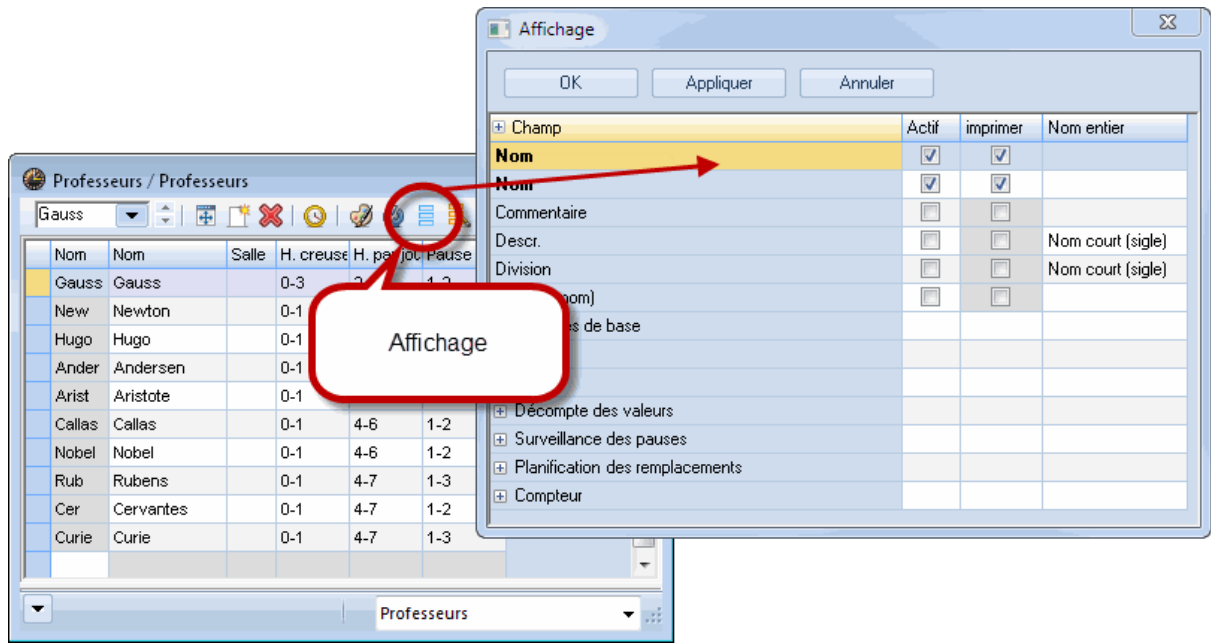 Affichage
OK Appliquer Annuler
Champ Actif imprimer Nom entier
Nom
Nom
Commentaire
Descr. Nom court (sigle)
Division Nom court (sigle)
nom)
de base
Décompte des valeurs
Surveillance des pauses
Planification des remplacements
Compteur
Professeurs / Professeurs
Gauss
Nom Nom Salle H. creuse H. par jou Pause
Gauss Gauss 0-3 1-2
New Newton 0-1
Hugo Hugo 0-1
Ander Andersen 0-1
Arist Aristote 0-1
Callas Callas 0-1 4-6 1-2
Nobel Nobel 0-1 4-6 1-2
Rub Rubens 0-1 4-7 1-3
Cer Cervantes 0-1 4-7 1-2
Curie Curie 0-1 4-7 1-3
Professeurs
Affichage